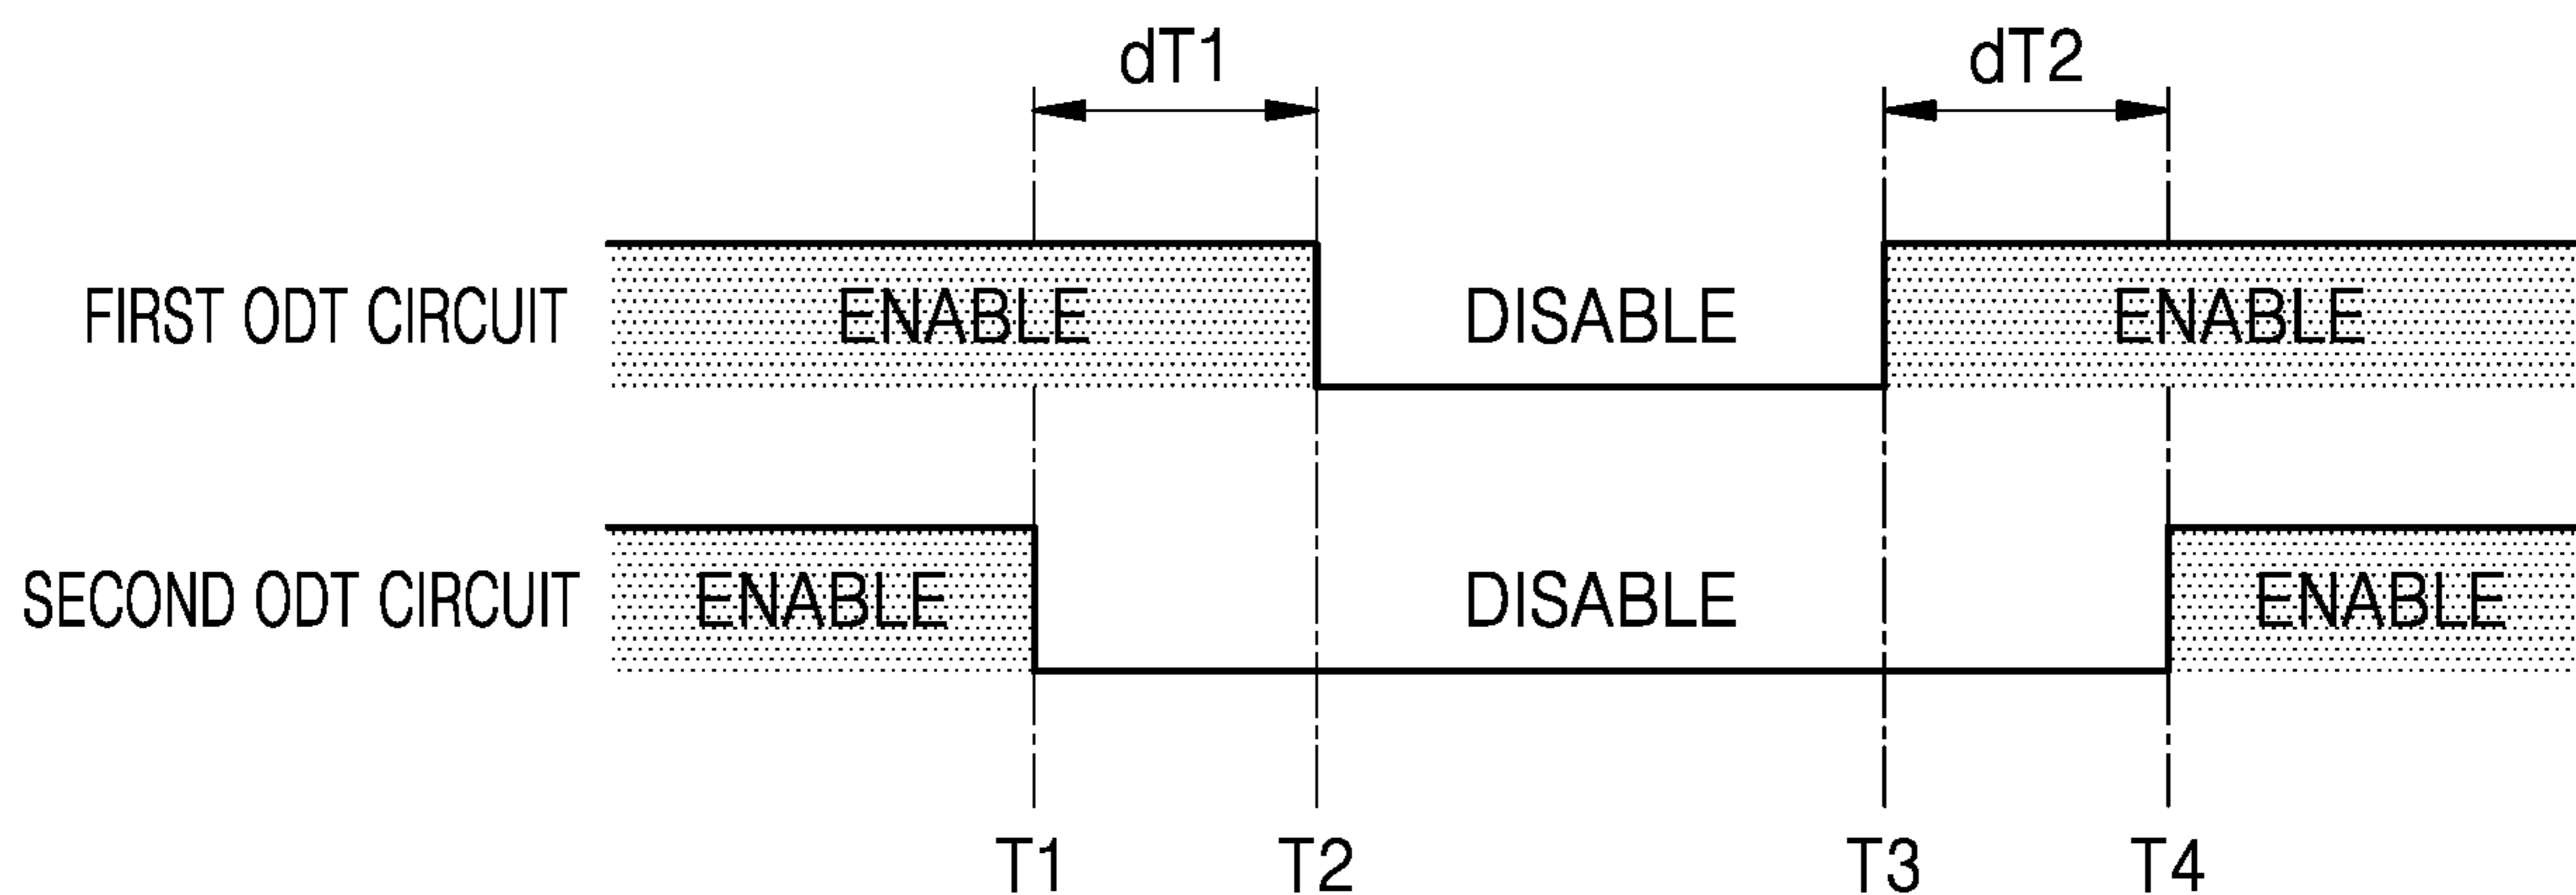 dT1 dT2
FIRST ODT CIRCUIT ENABLE DISABLE ENABLE
SECOND ODT CIRCUIT ENABLE DISABLE ENABLE
T1 T2 T3 T4